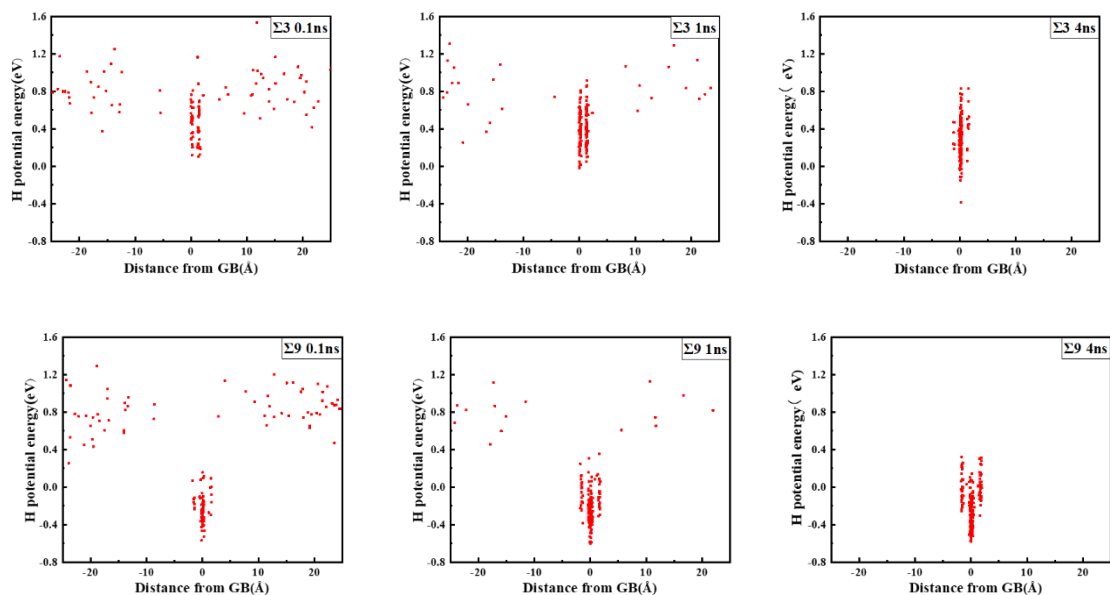 Σ3 0.1ns
1.6
1.2
0.8
0.4
0.0
-0.4
-0.8
H potential energy(eV)
-20 -10 0 10 20
Distance from GB(Å)
Σ3 1ns
1.6
1.2
0.8
0.4
0.0
-0.4
-0.8
H potential energy(eV)
-20 -10 0 10 20
Distance from GB(Å)
Σ3 4ns
1.6
1.2
0.8
0.4
0.0
-0.4
-0.8
H potential energy( eV)
-20 -10 0 10 20
Distance from GB(Å)
Σ9 0.1ns
1.6
1.2
0.8
0.4
0.0
-0.4
-0.8
H potential energy(eV)
-20 -10 0 10 20
Distance from GB(Å)
Σ9 1ns
1.6
1.2
0.8
0.4
0.0
-0.4
-0.8
H potential energy(eV)
-20 -10 0 10 20
Distance from GB(Å)
Σ9 4ns
1.6
1.2
0.8
0.4
0.0
-0.4
-0.8
H potential energy( eV)
-20 -10 0 10 20
Distance from GB(Å)